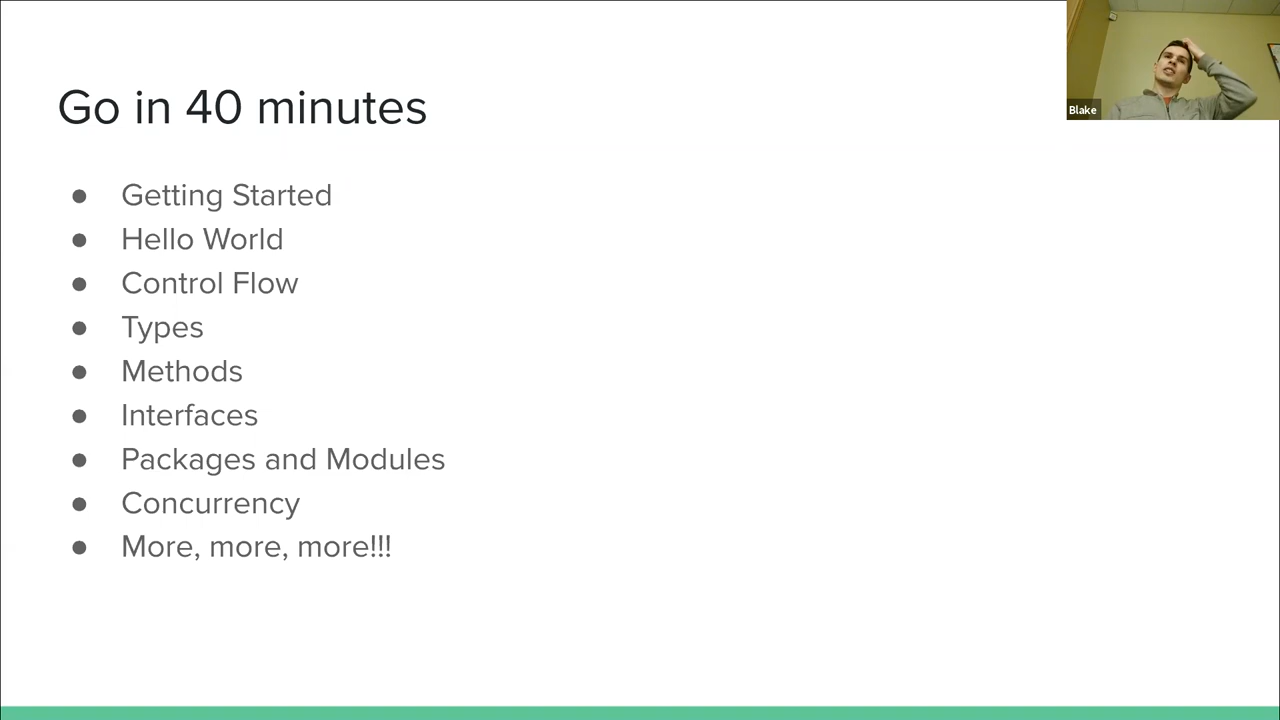 Go in 40 minutes
● Getting Started
● Hello World
● Control Flow
● Types
● Methods
● Interfaces
● Packages and Modules
● Concurrency
● More, more, more!!!
Blake